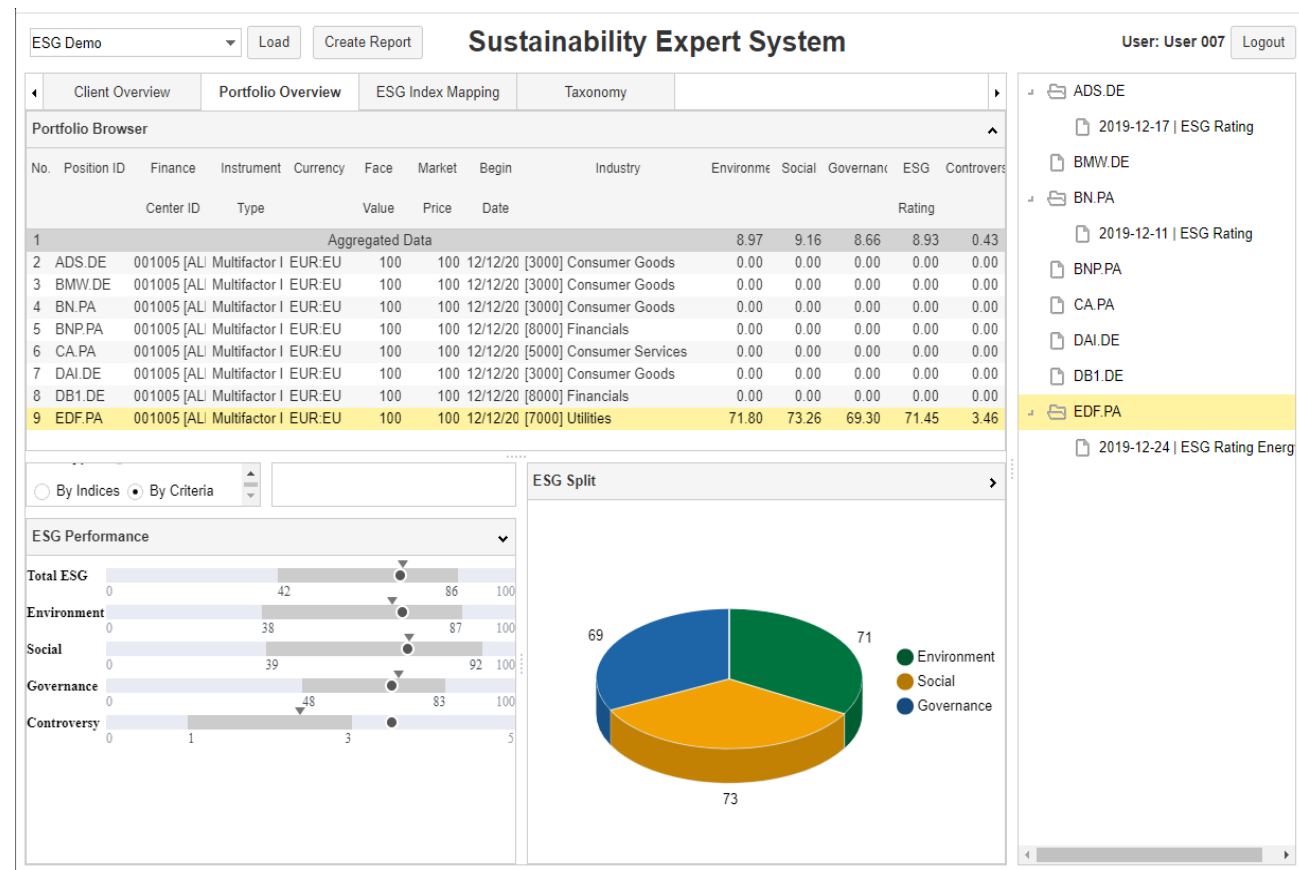 ESG Demo Load Create Report Sustainability Expert System User: User 007 Logout
Client Overview Portfolio Overview ESG Index Mapping Taxonomy
Portfolio Browser
No. Position ID Finance Instrument Currency Face Market Begin Industry Environme Social Governanc ESG Controvers
Center ID Type Value Price Date Rating
1 Aggregated Data 8.97 9.16 8.66 8.93 0.43
2 ADS.DE 001005 [AL Multifactor I EUR:EU 100 100 12/12/20 [3000] Consumer Goods 0.00 0.00 0.00 0.00 0.00
3 BMW.DE 001005 [AL Multifactor I EUR:EU 100 100 12/12/20 [3000] Consumer Goods 0.00 0.00 0.00 0.00 0.00
4 BN.PA 001005 [AL Multifactor I EUR:EU 100 100 12/12/20 [3000] Consumer Goods 0.00 0.00 0.00 0.00 0.00
5 BNP.PA 001005 [AL Multifactor I EUR:EU 100 100 12/12/20 [8000] Financials 0.00 0.00 0.00 0.00 0.00
6 CA.PA 001005 [AL Multifactor I EUR:EU 100 100 12/12/20 [5000] Consumer Services 0.00 0.00 0.00 0.00 0.00
7 DAI.DE 001005 [AL Multifactor I EUR:EU 100 100 12/12/20 [3000] Consumer Goods 0.00 0.00 0.00 0.00 0.00
8 DB1.DE 001005 [AL Multifactor I EUR:EU 100 100 12/12/20 [8000] Financials 0.00 0.00 0.00 0.00 0.00
9 EDF.PA 001005 [AL Multifactor I EUR:EU 100 100 12/12/20 [7000] Utilities 71.80 73.26 69.30 71.45 3.46
By Indices By Criteria
ESG Performance
Total ESG
0 42 86 100
Environment
0 38 87 100
Social
0 39 92 100
Governance
0 48 83 100
Controversy
0 1 3 5
ESG Split
69
71
73
Environment
Social
Governance
ADS.DE
2019-12-17 | ESG Rating
BMW.DE
BN.PA
2019-12-11 | ESG Rating
BNP.PA
CA.PA
DAI.DE
DB1.DE
EDF.PA
2019-12-24 | ESG Rating Energ